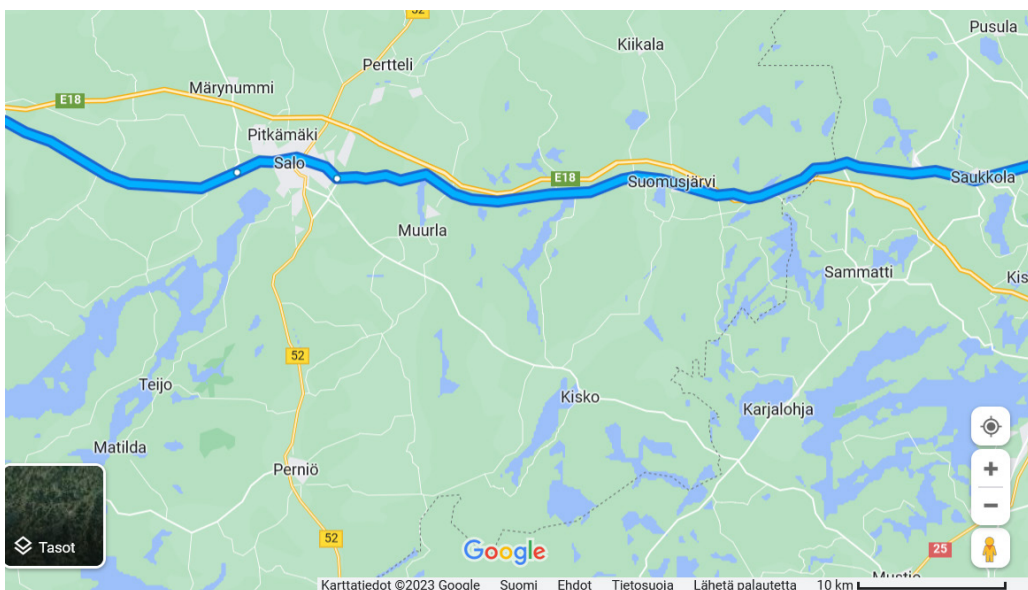 52
Pusula
Kiikala
Pertteli
Märynummi
E18
Pitkämäki
Salo
E18
Suomusjärvi
Saukkola
Muurla
Sammatti
Kis
52
Teijo
Kisko
Karjalohja
Matilda
Perniö
52
Tasot
Google
25
Mustio
Karttatiedot ©2023 Google Suomi Ehdot Tietosuoja Lähetä palautetta 10 km